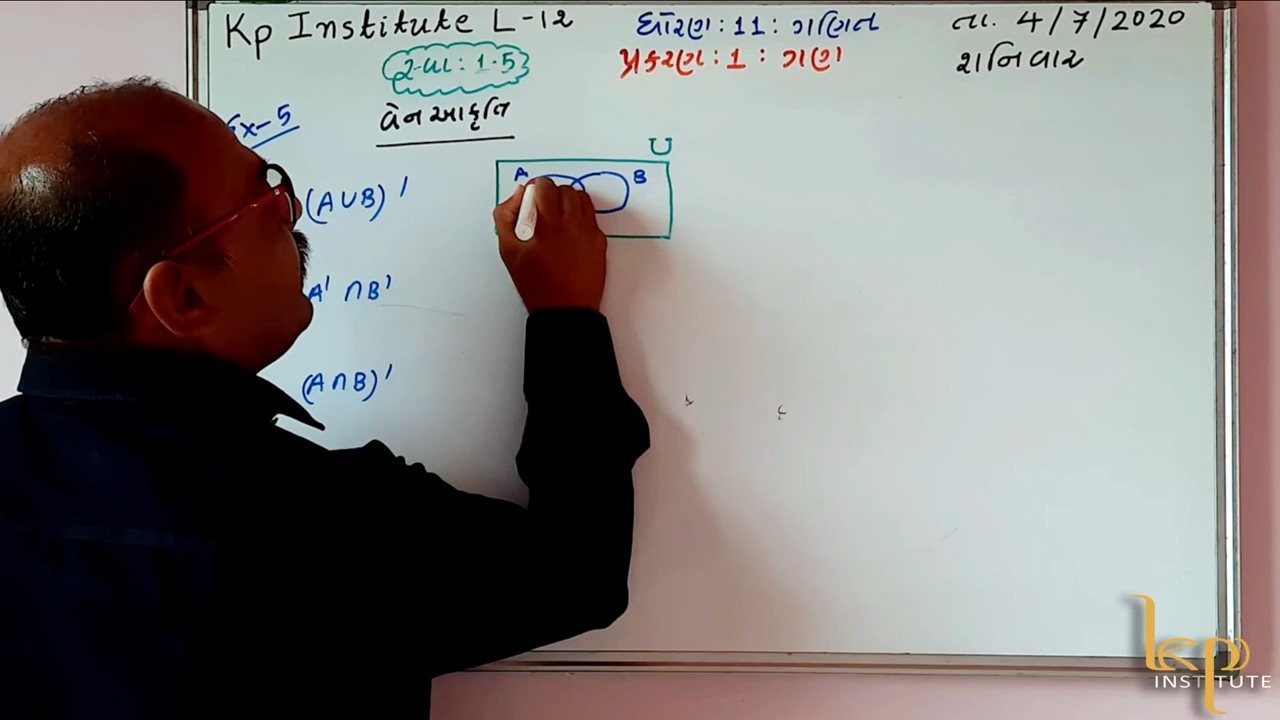 Kp Institute L-12
ધોરણ : 11 : ગણિત
પ્રકરણ : 1 : ગણો
તા. 4/7/2020
શનિવાર
સ્વા : 1.5
વેન આકૃતિ
Ex-5
(A∪B)'
A' ∩ B'
(A∩B)'
U
A B
kp
INSTITUTE